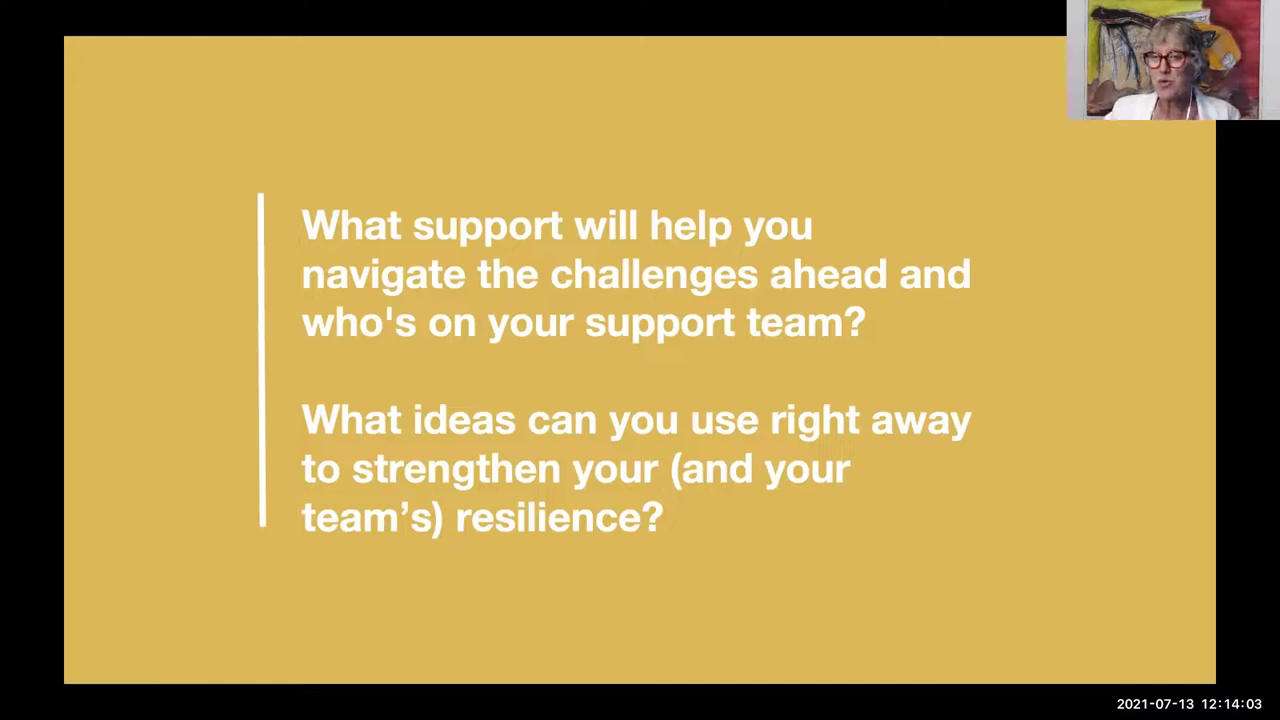 What support will help you
navigate the challenges ahead and
who's on your support team?
What ideas can you use right away
to strengthen your (and your
team’s) resilience?
2021-07-13 12:14:03